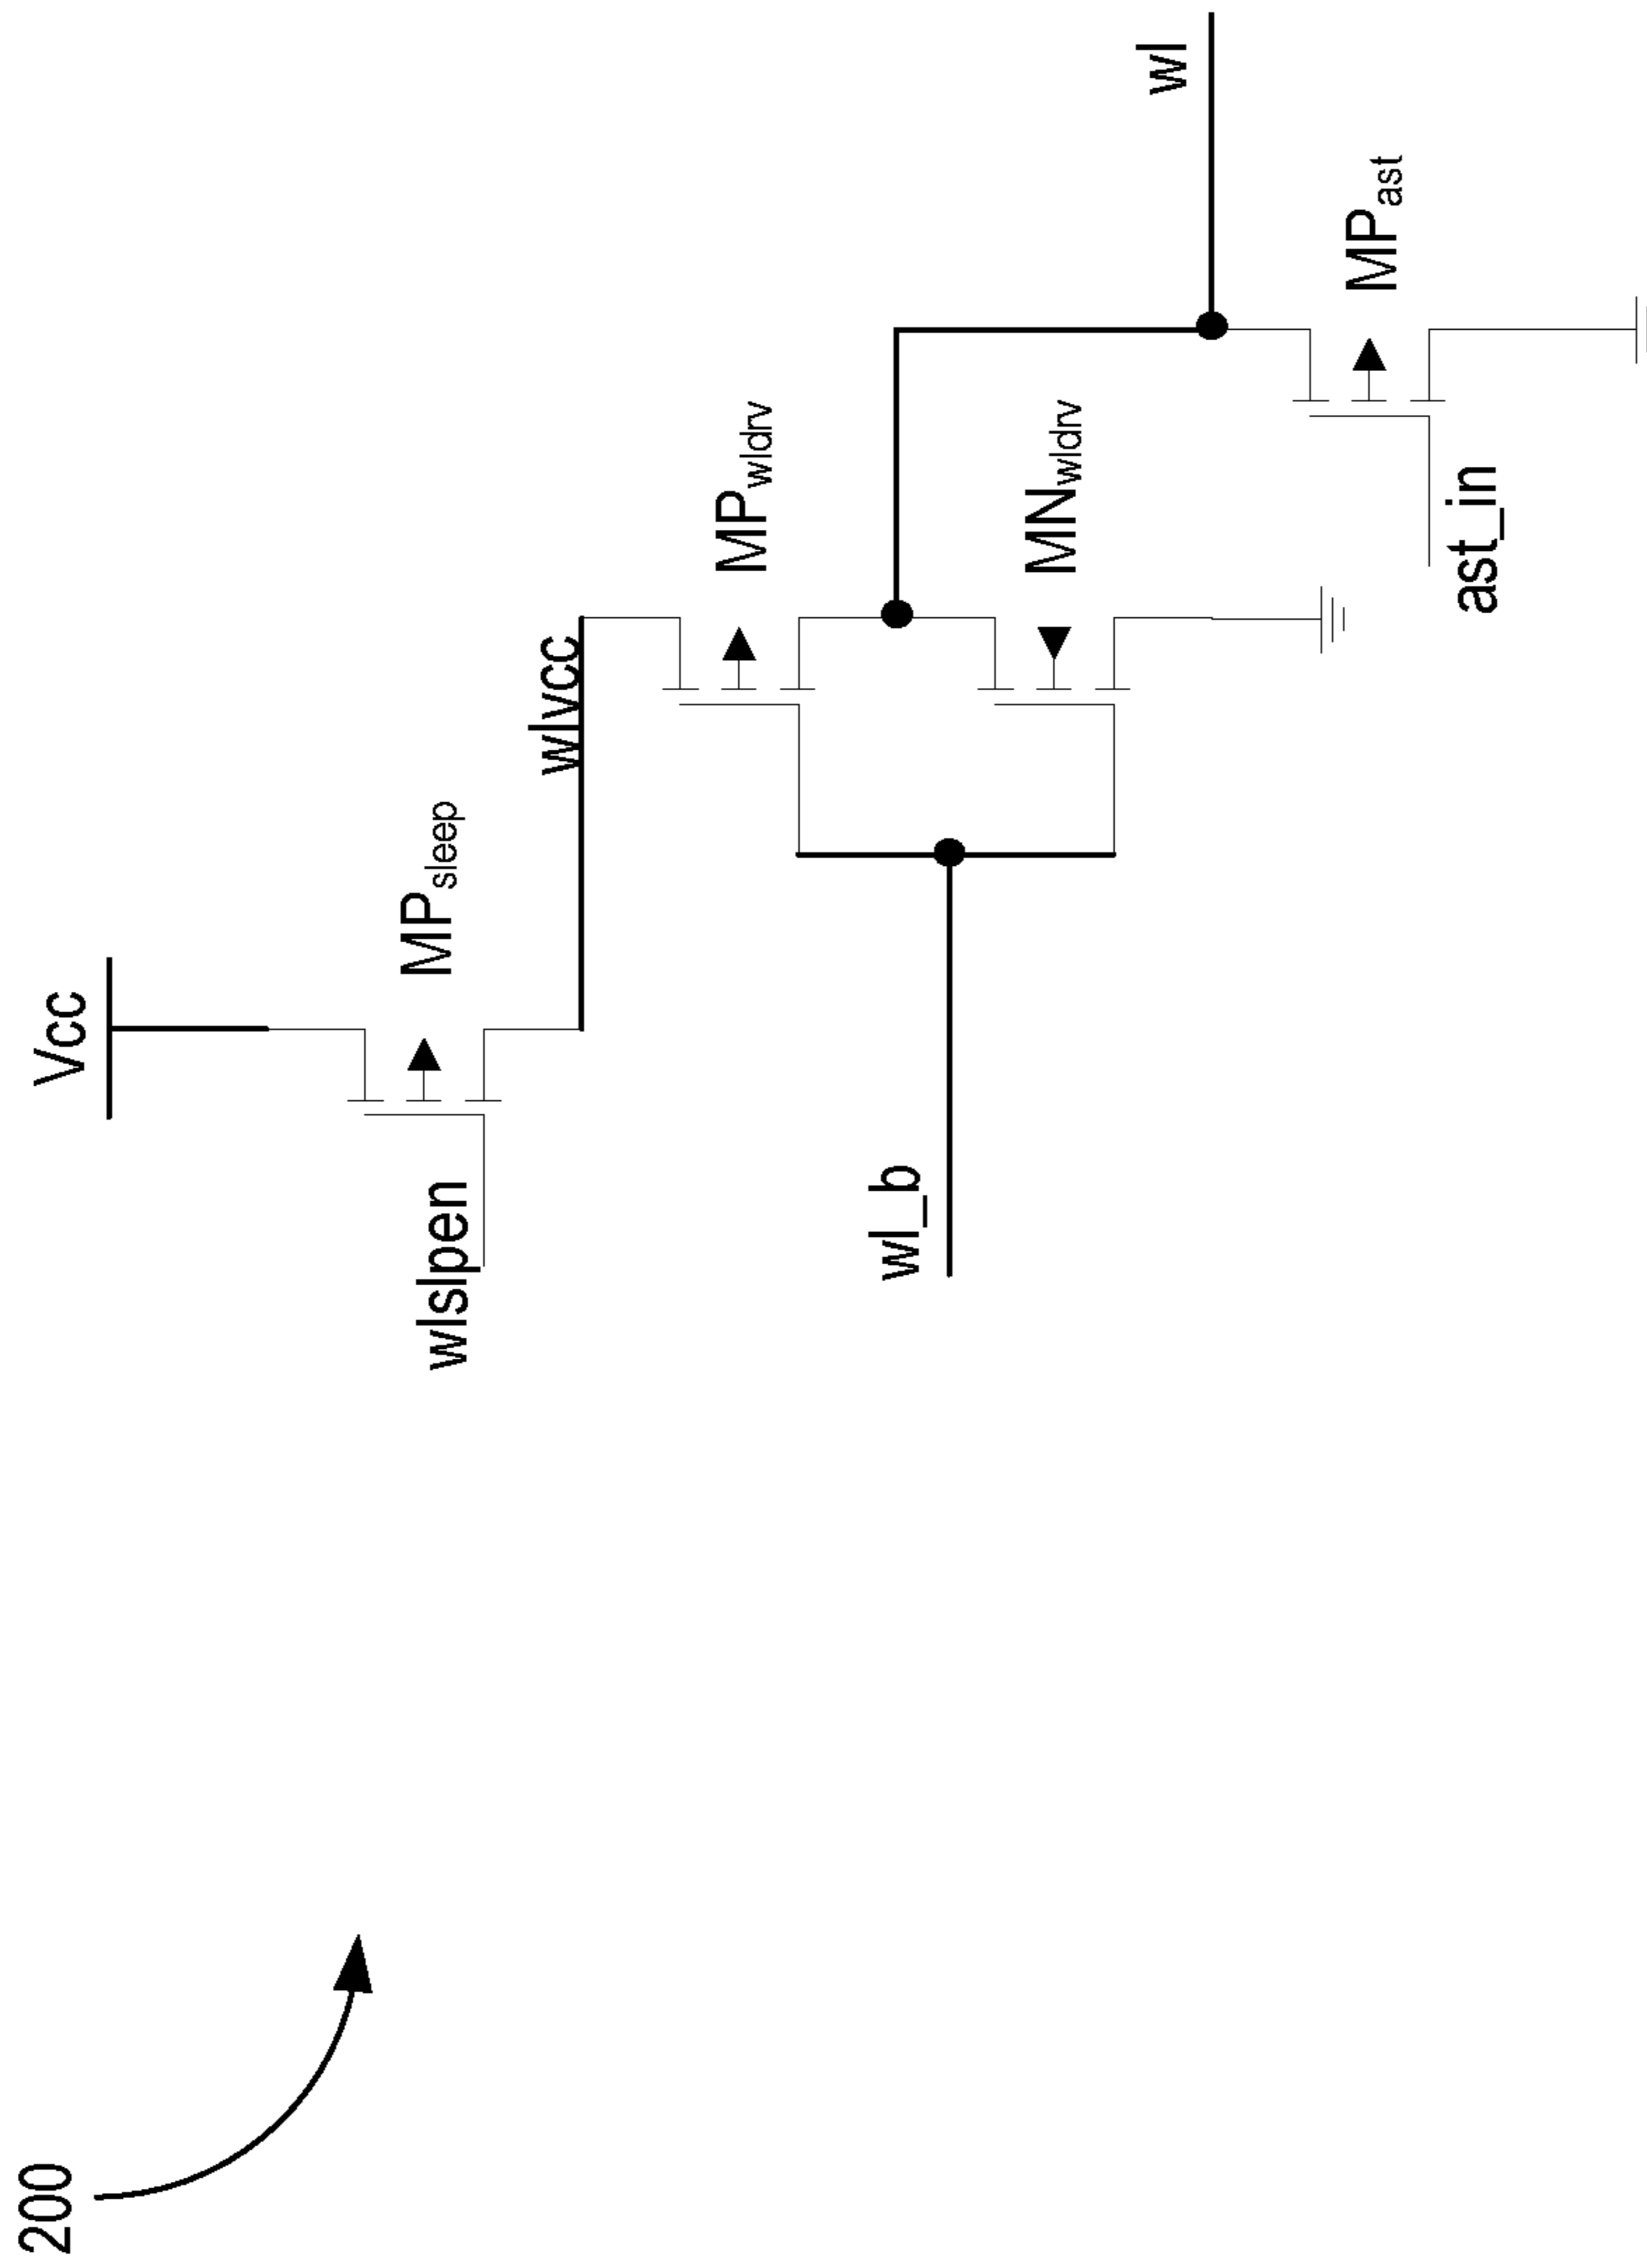 200
Vcc
wlslpen
MPsleep
wlvcc
MPwldrv
wl_b
MNwldrv
wl
MPast
ast_in